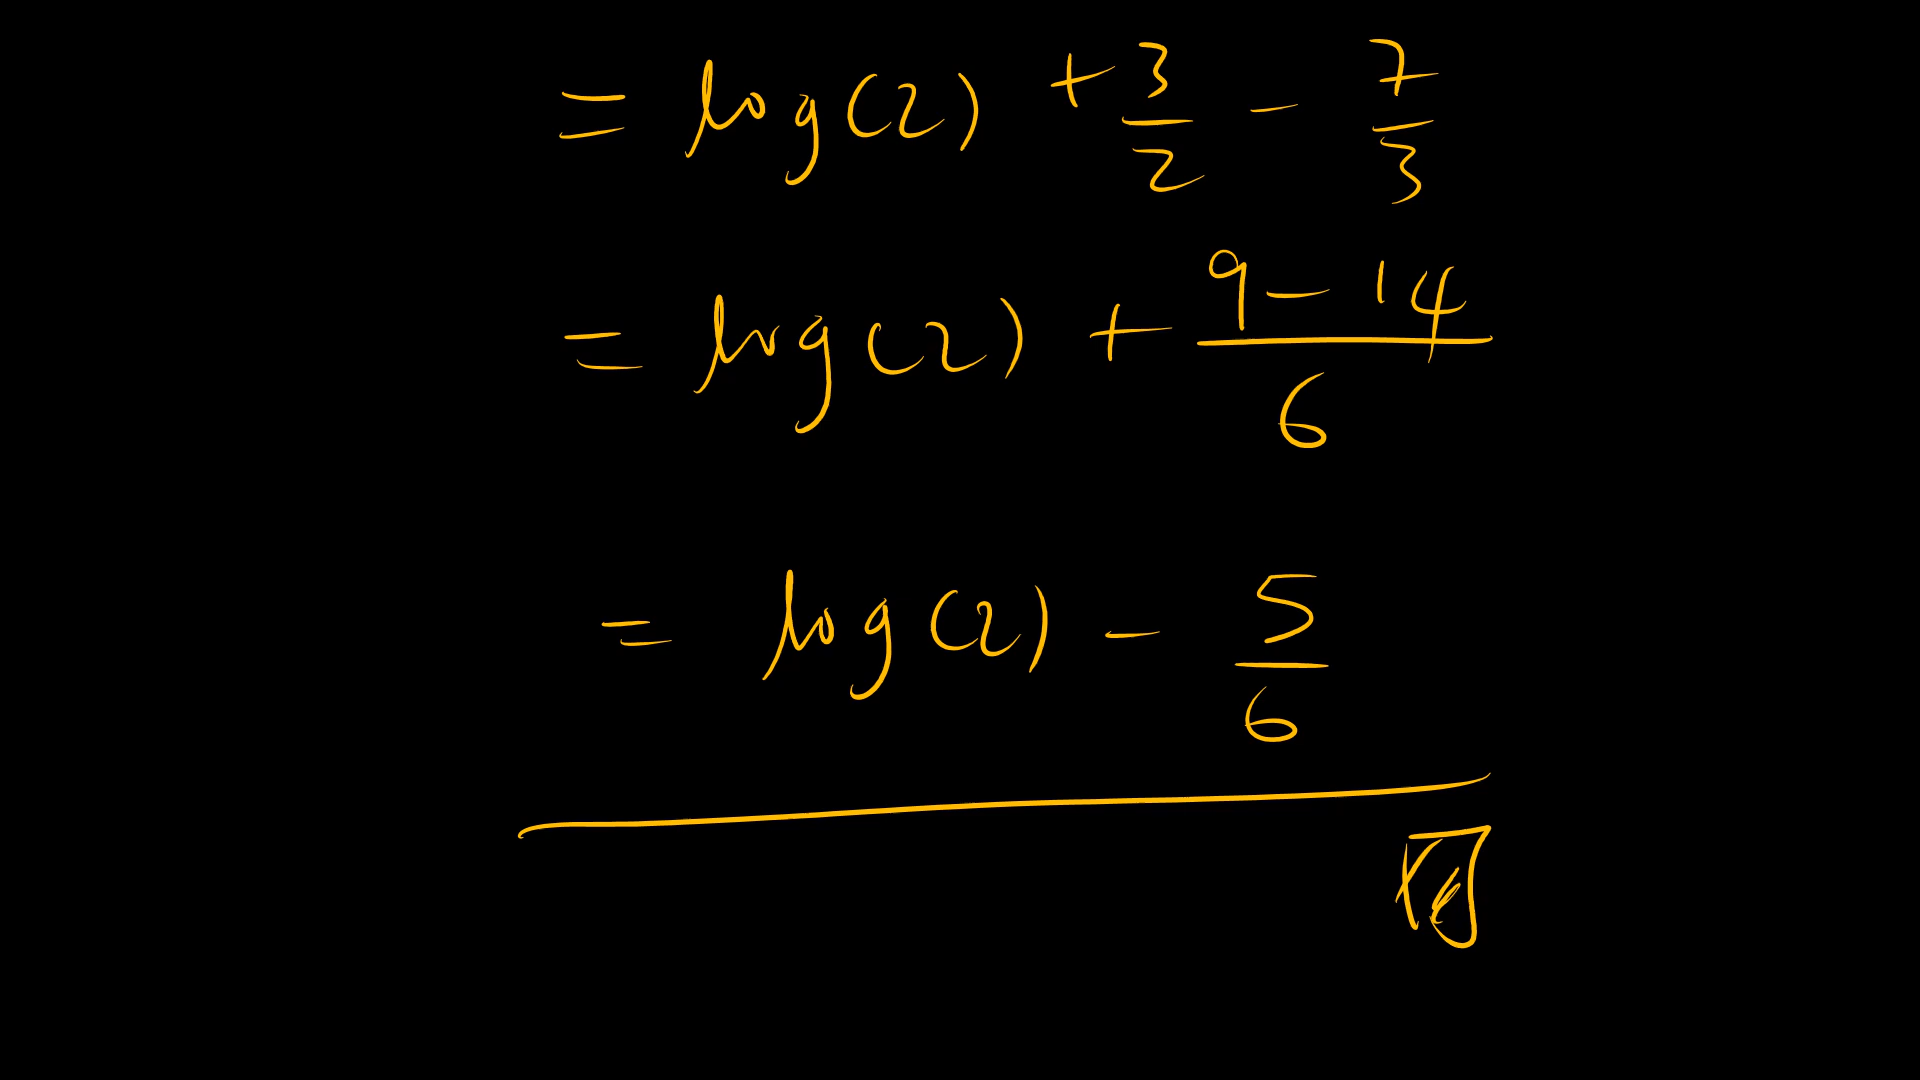 = log(2) + 3/2 - 7/3
= log(2) + (9-14)/6
= log(2) - 5/6